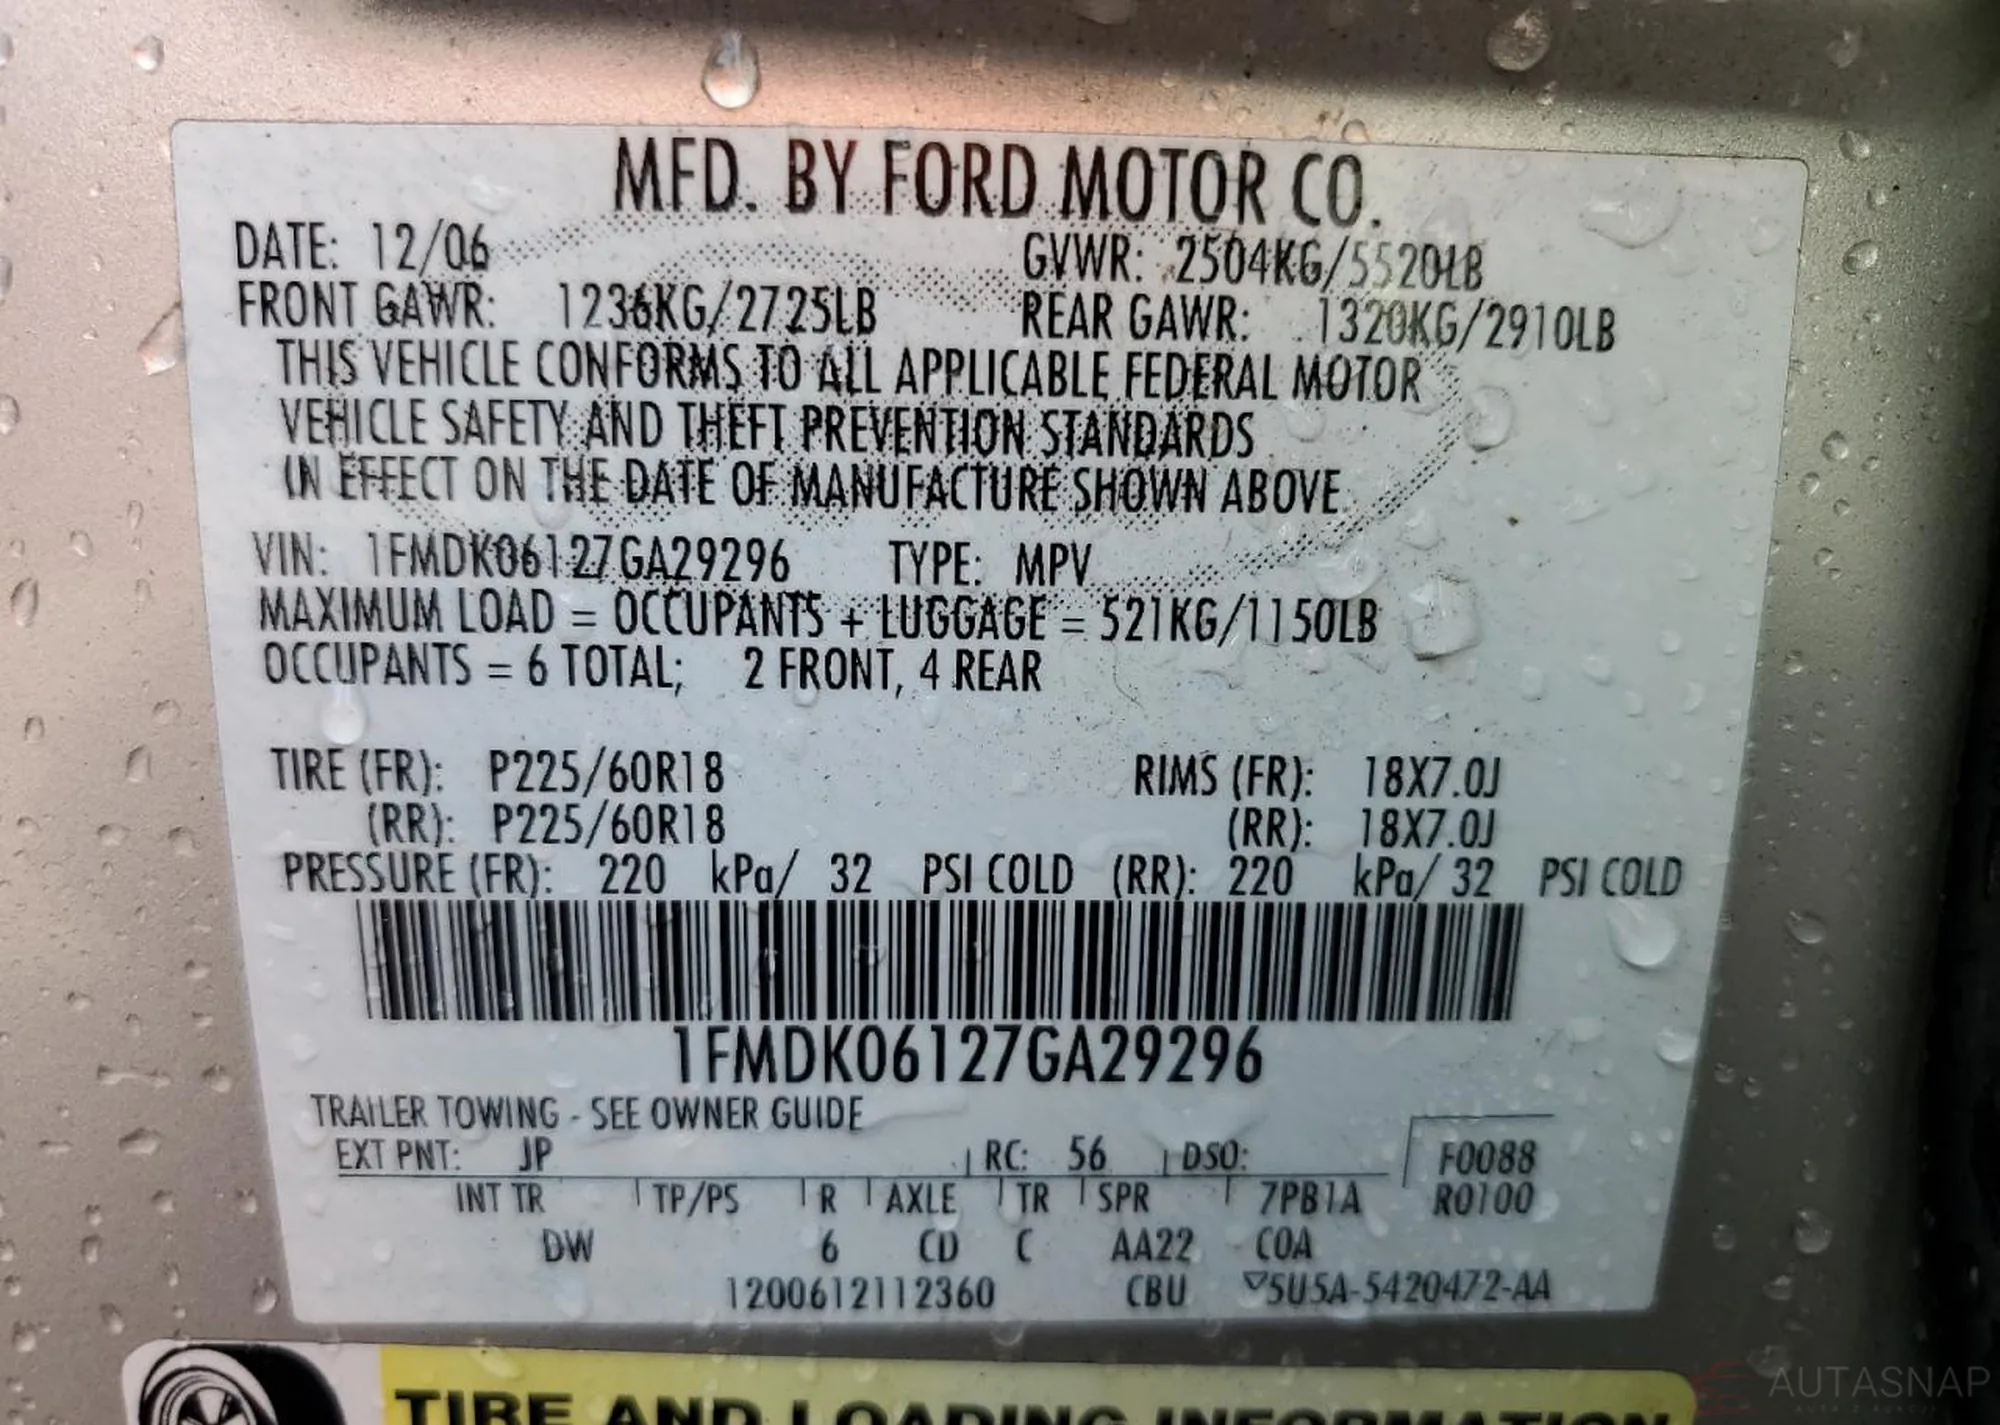 MFD. BY FORD MOTOR CO.
DATE: 12/06 GVWR: 2504KG/5520LB
FRONT GAWR: 1236KG/2725LB REAR GAWR: 1320KG/2910LB
THIS VEHICLE CONFORMS TO ALL APPLICABLE FEDERAL MOTOR
VEHICLE SAFETY AND THEFT PREVENTION STANDARDS
IN EFFECT ON THE DATE OF MANUFACTURE SHOWN ABOVE
VIN: 1FMDK06127GA29296 TYPE: MPV
MAXIMUM LOAD = OCCUPANTS + LUGGAGE = 521KG/1150LB
OCCUPANTS = 6 TOTAL; 2 FRONT, 4 REAR
TIRE (FR): P225/60R18 RIMS (FR): 18X7.0J
(RR): P225/60R18 (RR): 18X7.0J
PRESSURE (FR): 220 kPa/ 32 PSI COLD (RR): 220 kPa/ 32 PSI COLD
1FMDK06127GA29296
TRAILER TOWING - SEE OWNER GUIDE
EXT PNT: JP RC: 56 DSO: F0088
INT TR TP/PS R AXLE TR SPR 7PB1A R0100
DW 6 CD C AA22 COA
1200612112360 CBU 5U5A-5420472-AA
TIRE AND LOADING INFORMATION
AUTASNAP